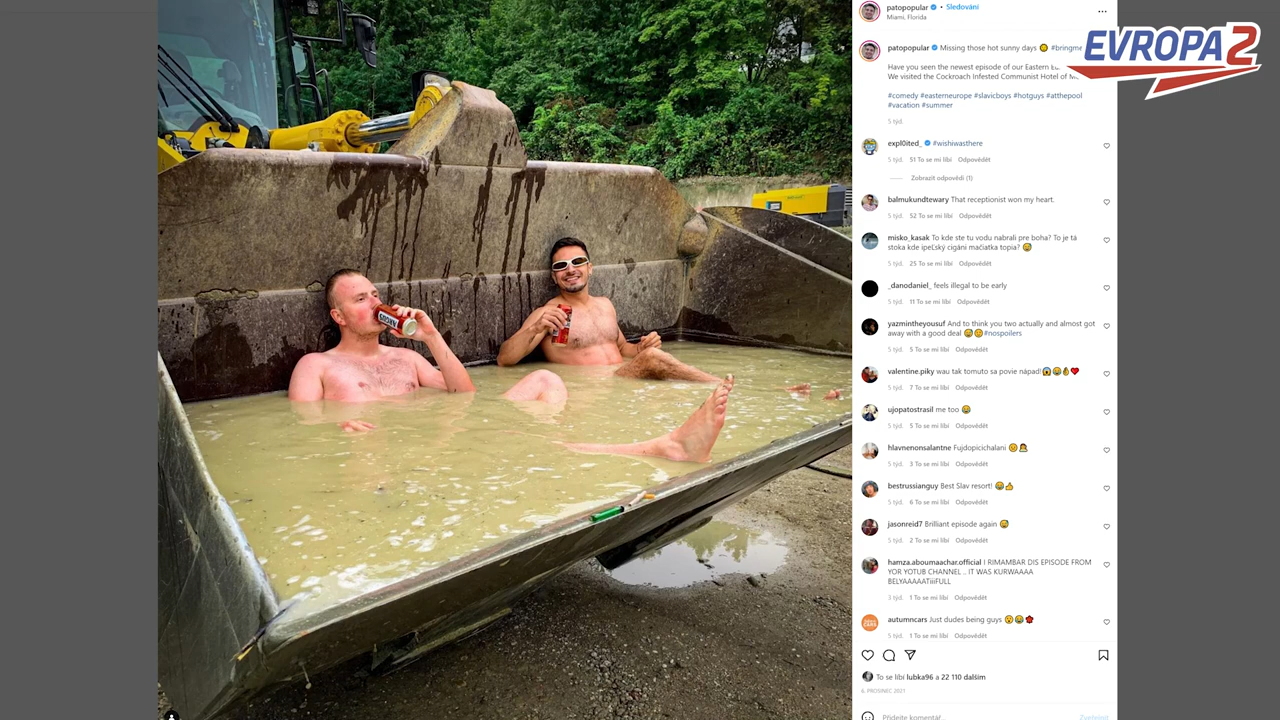 patopopular • Sledování
Miami, Florida
EVROPA 2
patopopular Missing those hot sunny days #bringme
Have you seen the newest episode of our Eastern
We visited the Cockroach Infested Communist Hotel of
#comedy #easterneurope #slavicboys #hotguys #atthepool
#vacation #summer
5 týd.
expl0ited_ #wishiwasthere
5 týd. 51 To se mi líbí Odpovědět
Zobrazit odpovědi (1)
balmukundtewary That receptionist won my heart.
5 týd. 52 To se mi líbí Odpovědět
misko_kasak To kde ste tu vodu nabrali pre boha? To je tá
stoka kde ipeľský cigáni mačiatka topia? 😅
5 týd. 25 To se mi líbí Odpovědět
_danodaniel_ feels illegal to be early
5 týd. 11 To se mi líbí Odpovědět
yazmintheyousuf And to think you two actually and almost got
away with a good deal #nospoilers
5 týd. 5 To se mi líbí Odpovědět
valentine.piky wau tak tomuto sa povie nápad!
5 týd. 7 To se mi líbí Odpovědět
ujopatostrasil me too
5 týd. 5 To se mi líbí Odpovědět
hlavnenonsalantne Fujdopicichalani
5 týd. 3 To se mi líbí Odpovědět
bestrussianguy Best Slav resort!
5 týd. 6 To se mi líbí Odpovědět
jasonreid7 Brilliant episode again
5 týd. 2 To se mi líbí Odpovědět
hamza.aboumaachar.official I RIMAMBAR DIS EPISODE FROM
YOR YOTUB CHANNEL .. IT WAS KURWAAAA
BELYAAAAATiiiFULL
3 týd. 1 To se mi líbí Odpovědět
autumncars Just dudes being guys
5 týd. 1 To se mi líbí Odpovědět
To se líbí lubka96 a 22 110 dalším
6. PROSINEC 2021
Přidejte komentář...
Zveřejnit